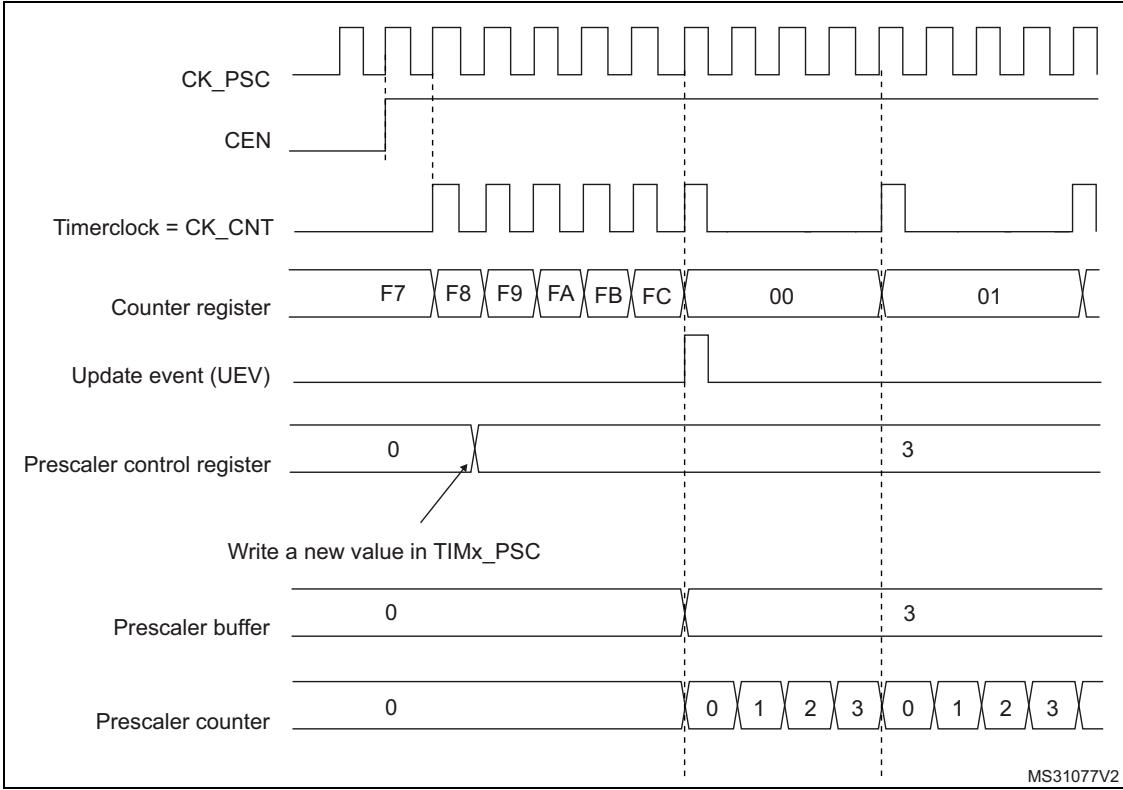 CK_PSC
CEN
Timerclock = CK_CNT
Counter register F7 F8 F9 FA FB FC 00 01
Update event (UEV)
Prescaler control register 0 3
Write a new value in TIMx_PSC
Prescaler buffer 0 3
Prescaler counter 0 0 1 2 3 0 1 2 3
MS31077V2